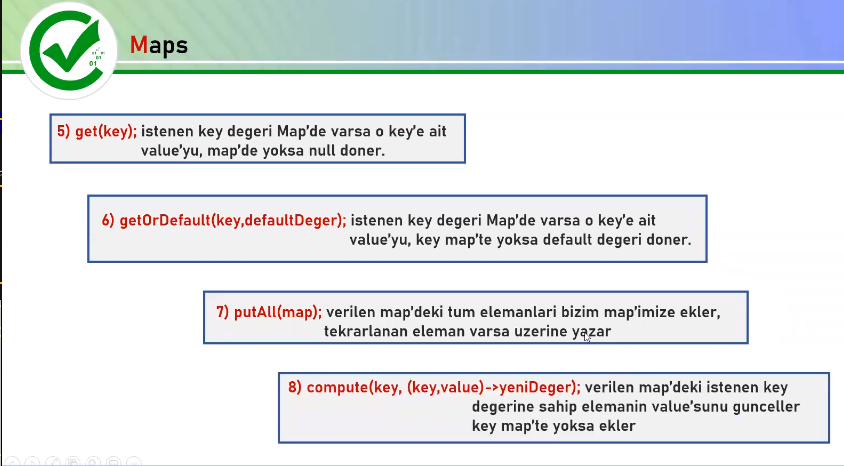 Maps
5) get(key); istenen key degeri Map'de varsa o key'e ait
value'yu, map'de yoksa null doner.
6) getOrDefault(key,defaultDeger); istenen key degeri Map'de varsa o key'e ait
value'yu, key map'te yoksa default degeri doner.
7) putAll(map); verilen map'deki tum elemanlari bizim map'imize ekler,
tekrarlanan eleman varsa uzerine yazar
8) compute(key, (key,value)->yeniDeger); verilen map'deki istenen key
degerine sahip elemanin value'sunu gunceller
key map'te yoksa ekler